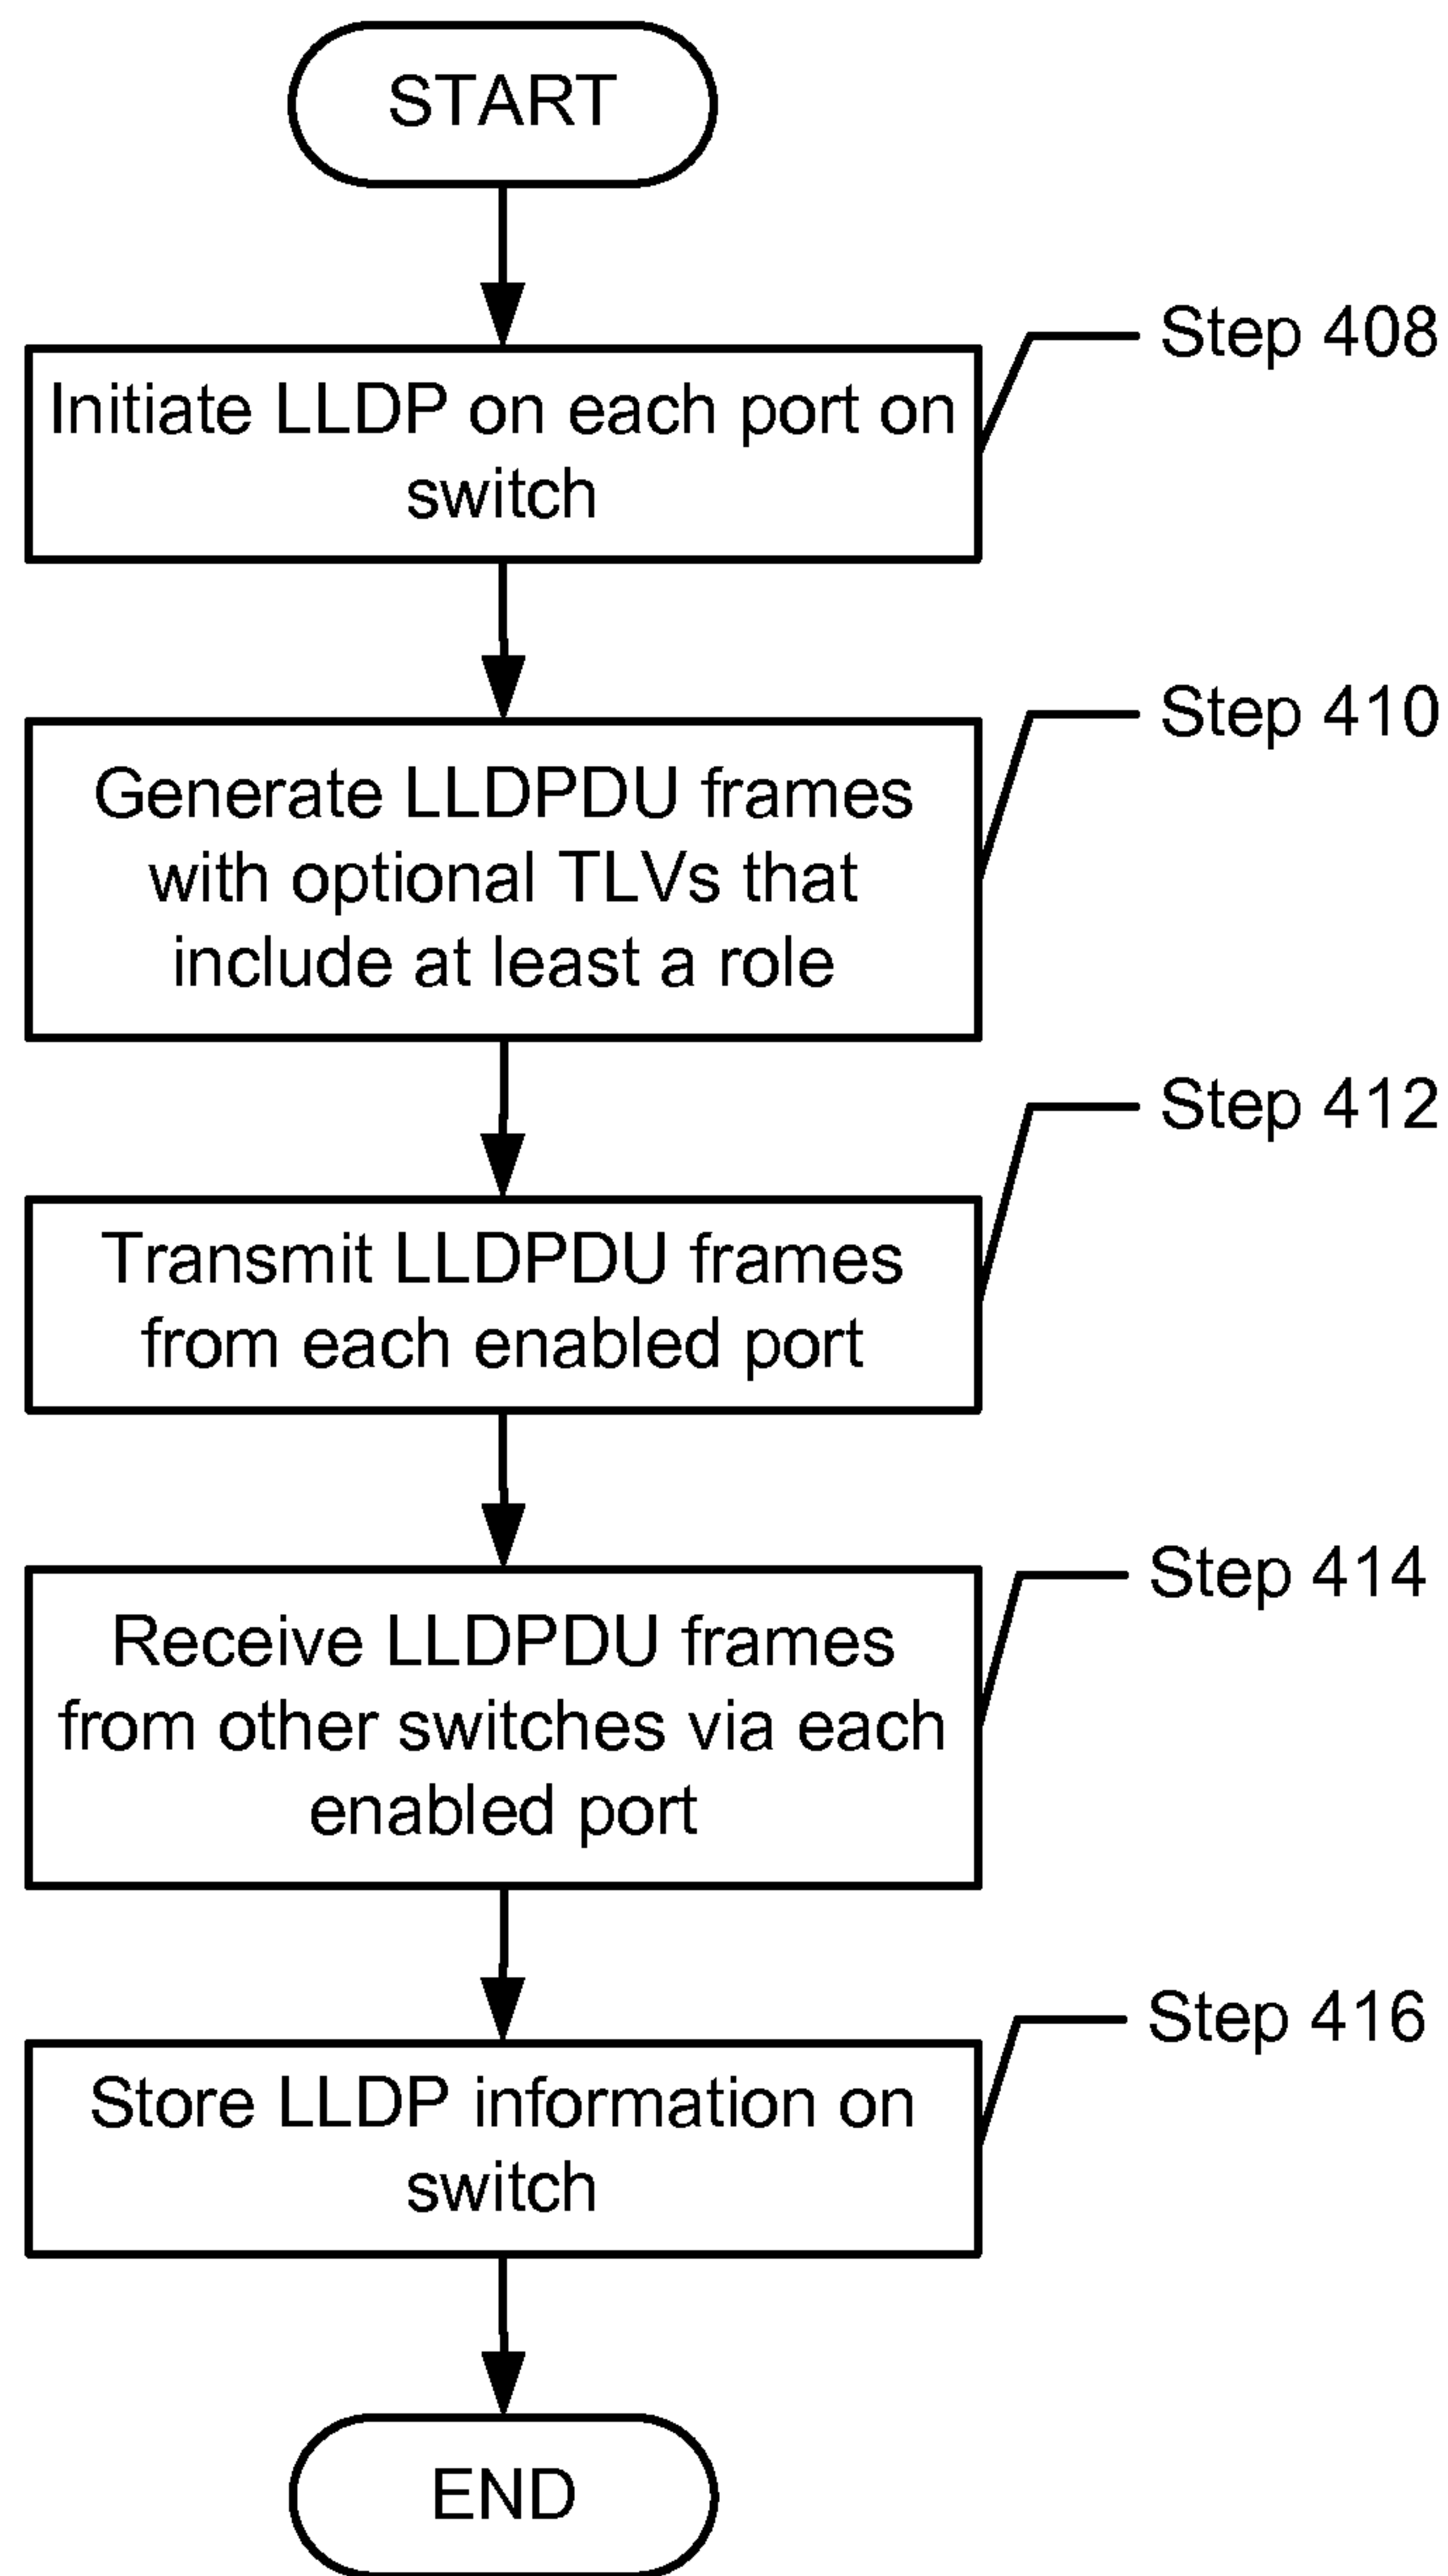 START
Step 408
Initiate LLDP on each port on
switch
Step 410
Generate LLDPDU frames
with optional TLVs that
include at least a role
Step 412
Transmit LLDPDU frames
from each enabled port
Step 414
Receive LLDPDU frames
from other switches via each
enabled port
Step 416
Store LLDP information on
switch
END